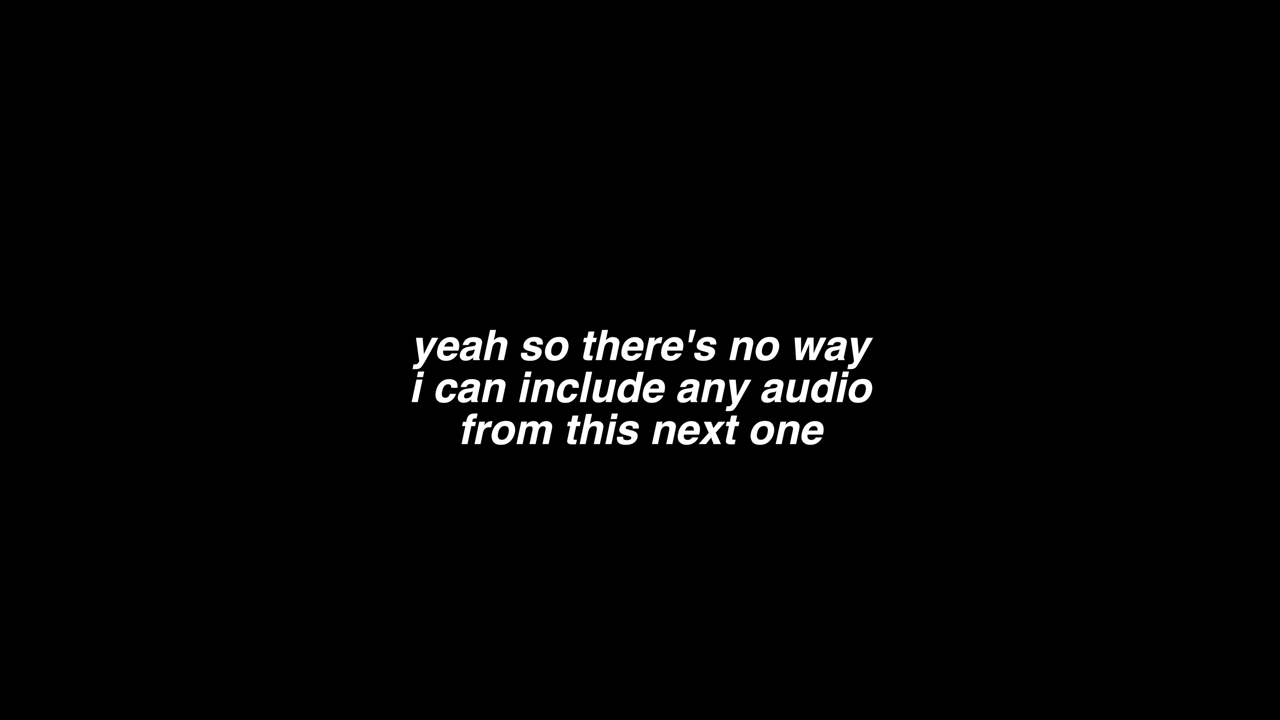 yeah so there's no way
i can include any audio
from this next one